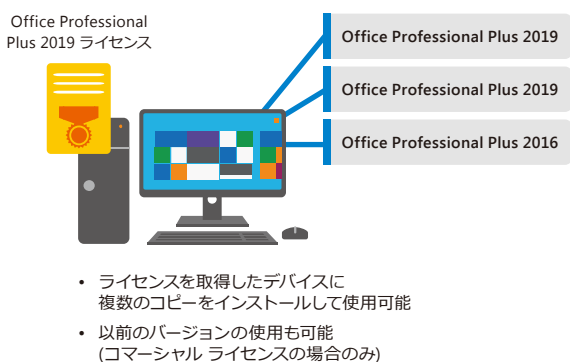 Office Professional
Plus 2019 ライセンス
Office Professional Plus 2019
Office Professional Plus 2019
Office Professional Plus 2016
• ライセンスを取得したデバイスに
複数のコピーをインストールして使用可能
• 以前のバージョンの使用も可能
(コマーシャル ライセンスの場合のみ)